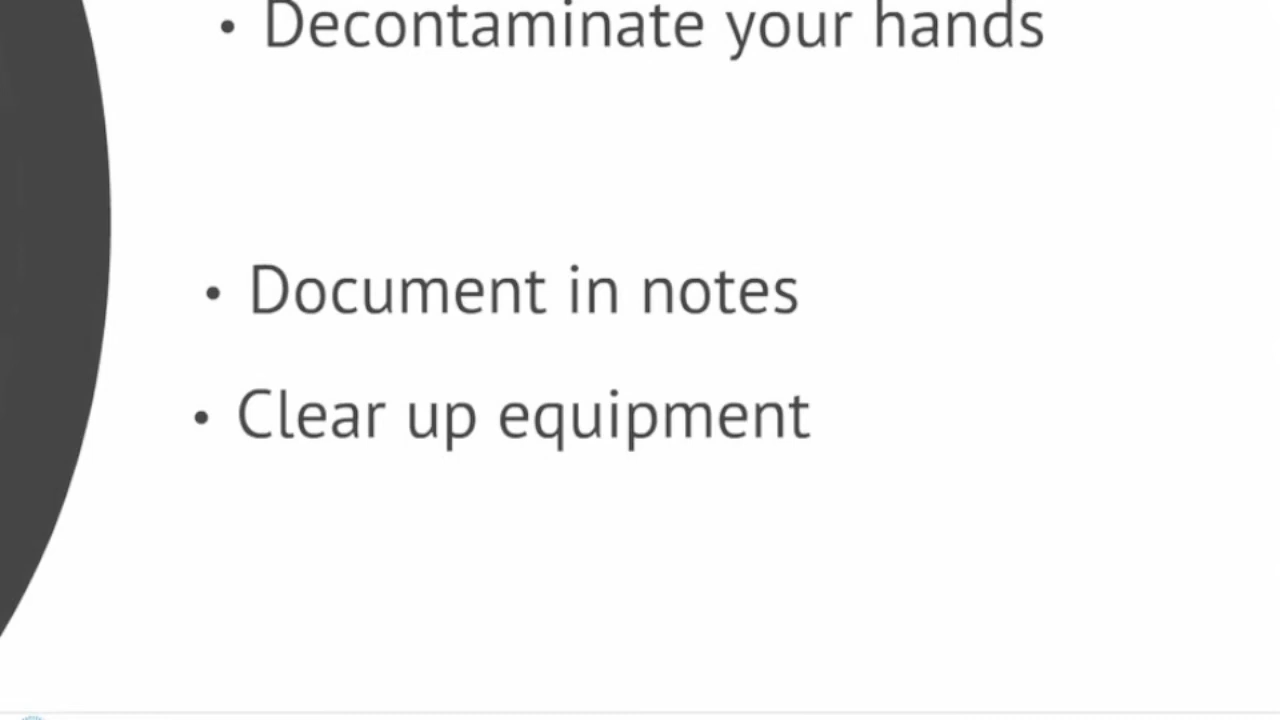 • Decontaminate your hands
• Document in notes
• Clear up equipment